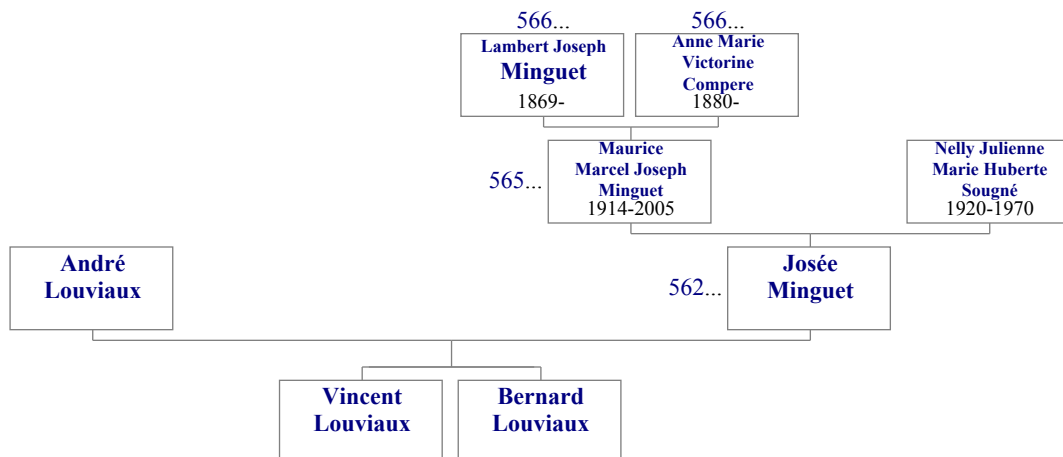 566...
566...
Lambert Joseph
Minguet
1869-
Anne Marie
Victorine
Compere
1880-
565...
Maurice
Marcel Joseph
Minguet
1914-2005
Nelly Julienne
Marie Huberte
Sougné
1920-1970
André
Louviaux
562...
Josée
Minguet
Vincent
Louviaux
Bernard
Louviaux